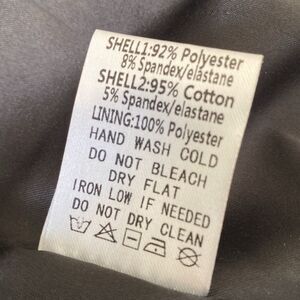 SHELL1:92% Polyester
8% Spandex/elastane
SHELL2:95% Cotton
5% Spandex/elastane
LINING:100% Polyester
HAND WASH COLD
DO NOT BLEACH
DRY FLAT
IRON LOW IF NEEDED
DO NOT DRY CLEAN